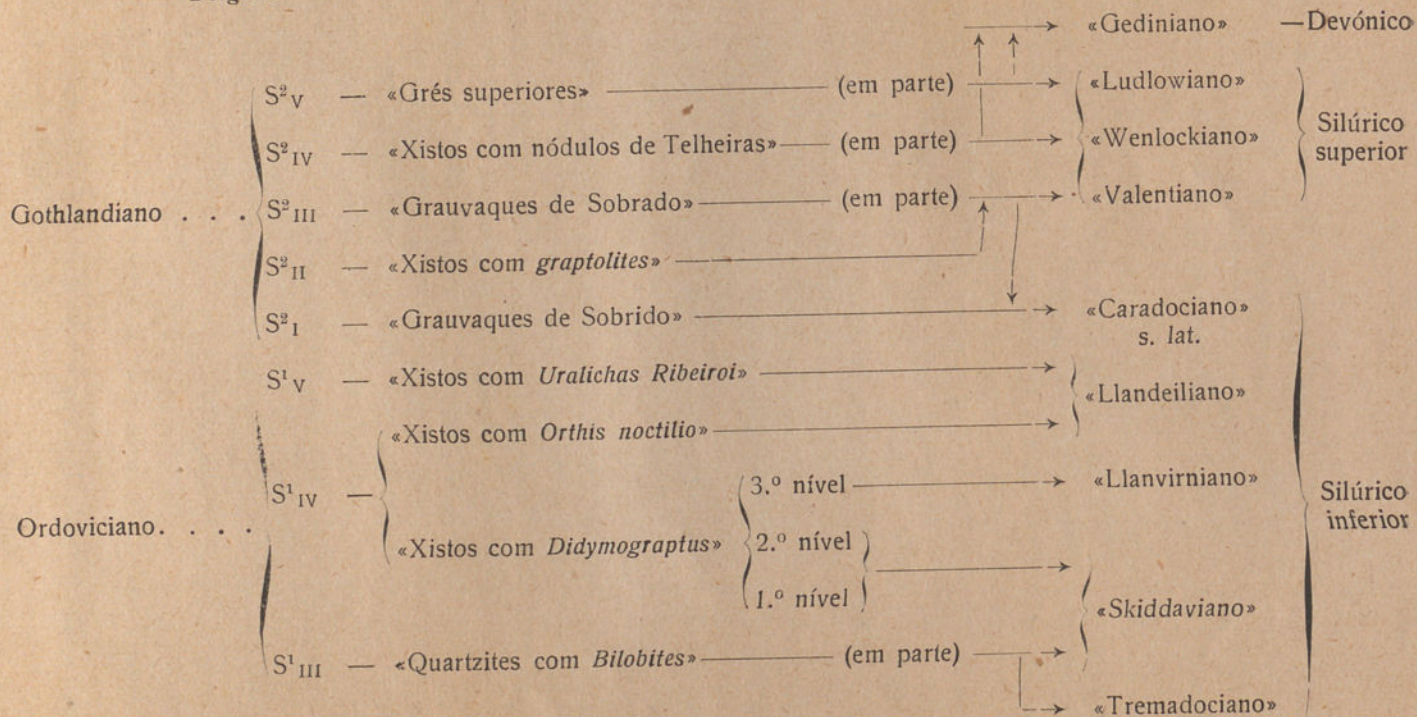 «Gediniano» — Devónico
S²V — «Grés superiores» (em parte) «Ludlowiano»
S²IV — «Xistos com nódulos de Telheiras» (em parte) «Wenlockiano»
Silúrico superior
Gothlandiano . . . S²III — «Grauvaques de Sobrado» (em parte) «Valentiano»
S²II — «Xistos com graptolites»
S²I — «Grauvaques de Sobrido» «Caradociano» s. lat.
S¹V — «Xistos com Uralichas Ribeiroi»
«Llandeiliano»
«Xistos com Orthis noctilio»
S¹IV — 3.º nível «Llanvirniano»
Silúrico inferior
Ordoviciano. . . .
«Xistos com Didymograptus» 2.º nível
1.º nível
«Skiddaviano»
S¹III — «Quartzites com Bilobites» (em parte)
«Tremadociano»